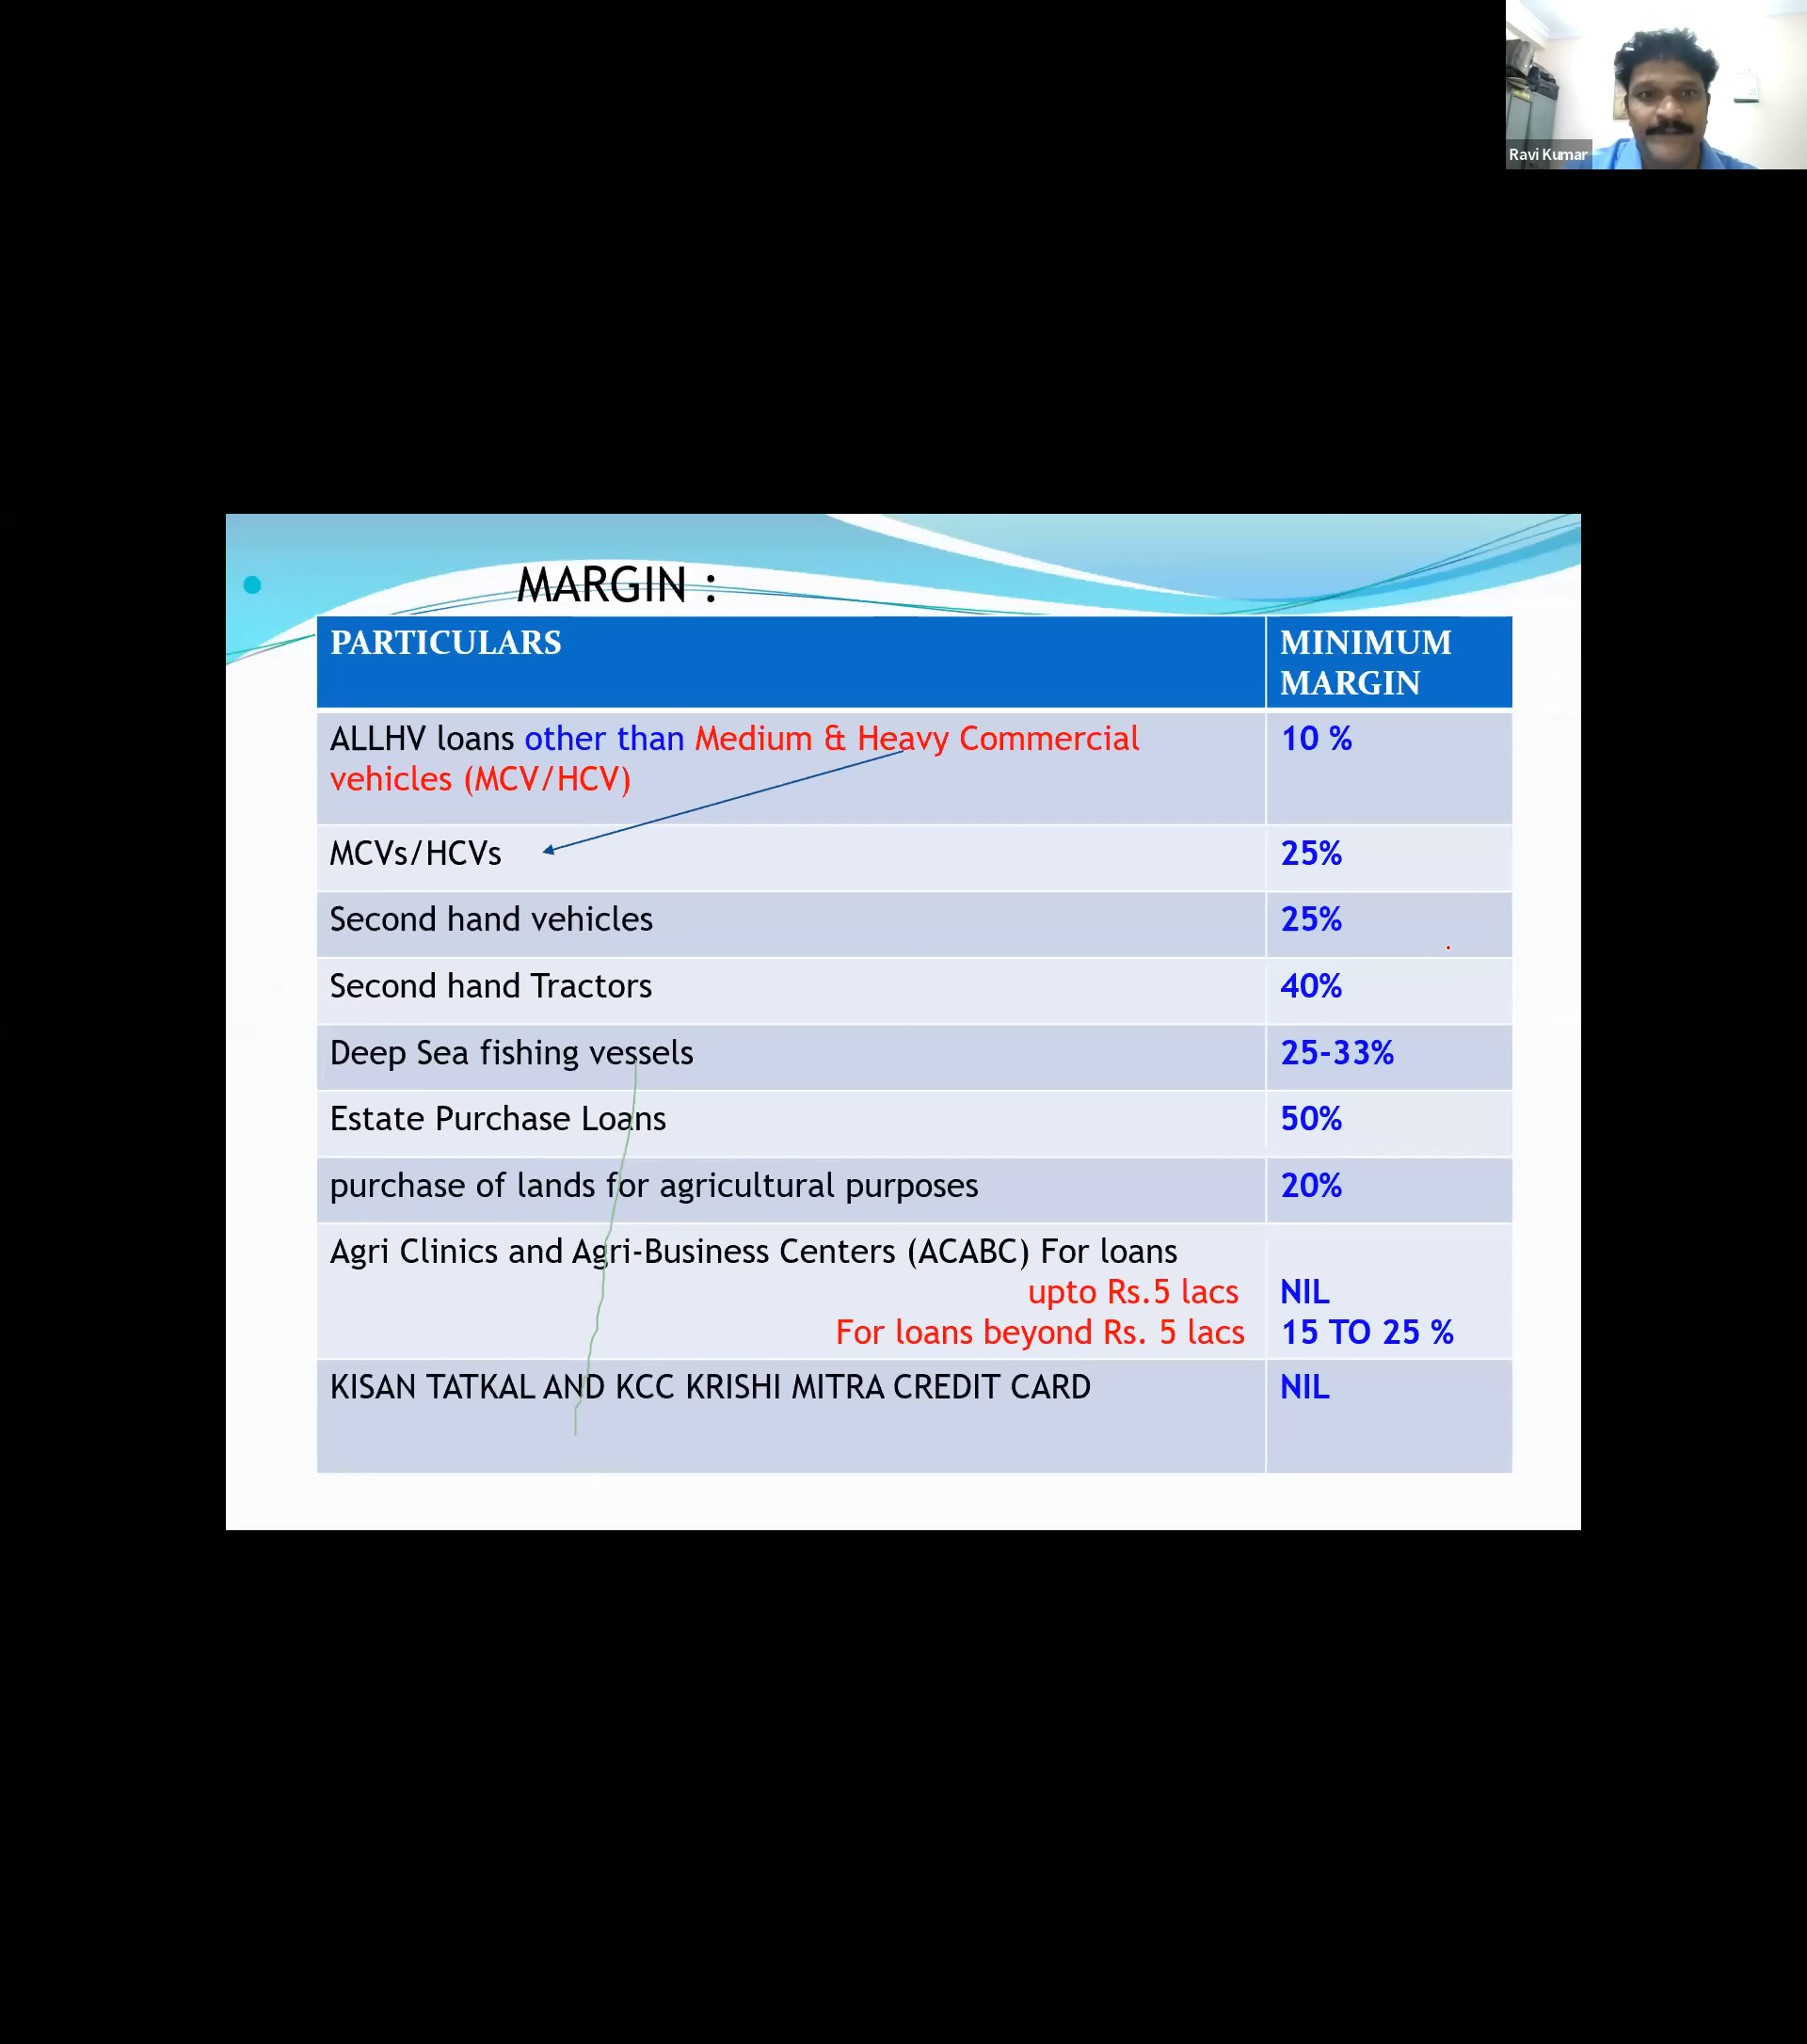 Ravi Kumar
MARGIN :
PARTICULARS
MINIMUM
MARGIN
ALLHV loans other than Medium & Heavy Commercial
vehicles (MCV/HCV)
10 %
MCVs/HCVs
25%
Second hand vehicles
25%
Second hand Tractors
40%
Deep Sea fishing vessels
25-33%
Estate Purchase Loans
50%
purchase of lands for agricultural purposes
20%
Agri Clinics and Agri-Business Centers (ACABC) For loans
upto Rs.5 lacs
NIL
For loans beyond Rs. 5 lacs
15 TO 25 %
KISAN TATKAL AND KCC KRISHI MITRA CREDIT CARD
NIL